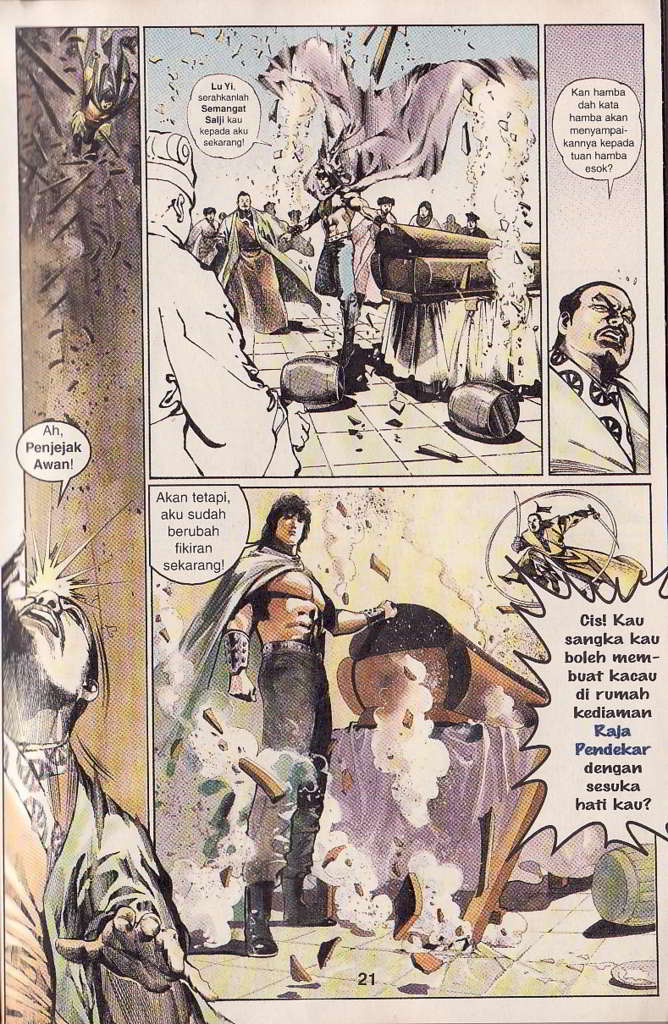 Ah,
Penjejak
Awan!
Lu Yi,
serahkanlah
Semangat
Salji kau
kepada aku
sekarang!
Kan hamba
dah kata
hamba akan
menyampai-
kannya kepada
tuan hamba
esok?
Akan tetapi,
aku sudah
berubah
fikiran
sekarang!
Cis! Kau
sangka kau
boleh mem-
buat kacau
di rumah
kediaman
Raja
Pendekar
dengan
sesuka
hati kau?
21